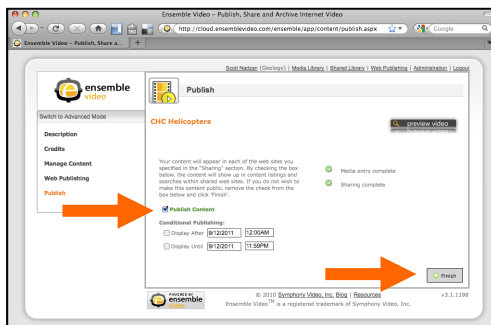 Ensemble Video – Publish, Share and Archive Internet Video
http://cloud.ensemblevideo.com/ensemble/app/content/publish.aspx
Google
Ensemble Video – Publish, Share a...
Scott Nadzan (Geology) | Media Library | Shared Library | Web Publishing | Administration | Logout
ensemble
video
Publish
Switch to Advanced Mode
Description
Credits
Manage Content
Web Publishing
Publish
CHC Helicopters
preview video
Your content will appear in each of the web sites you
specified in the "Sharing" section. By checking the box
below, the content will show up in content listings and
searches within shared web sites. If you do not wish to
make this content public, remove the check from the
box below and click 'Finish'.
Media entry complete
Sharing complete
Publish Content
Conditional Publishing:
Display After 9/12/2011 12:00AM
Display Until 9/12/2011 11:59PM
Finish
POWERED BY
ensemble
video
© 2010 Symphony Video, Inc. Blog | Resources
v3.1.1198
Ensemble Video™ is a registered trademark of Symphony Video, Inc.